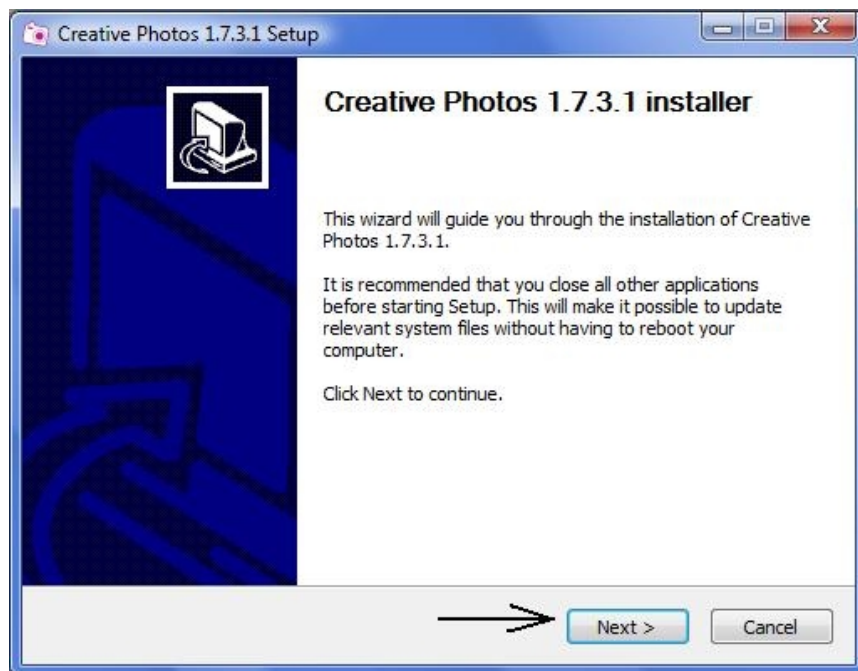 Creative Photos 1.7.3.1 Setup
Creative Photos 1.7.3.1 installer
This wizard will guide you through the installation of Creative
Photos 1.7.3.1.
It is recommended that you close all other applications
before starting Setup. This will make it possible to update
relevant system files without having to reboot your
computer.
Click Next to continue.
Next >
Cancel